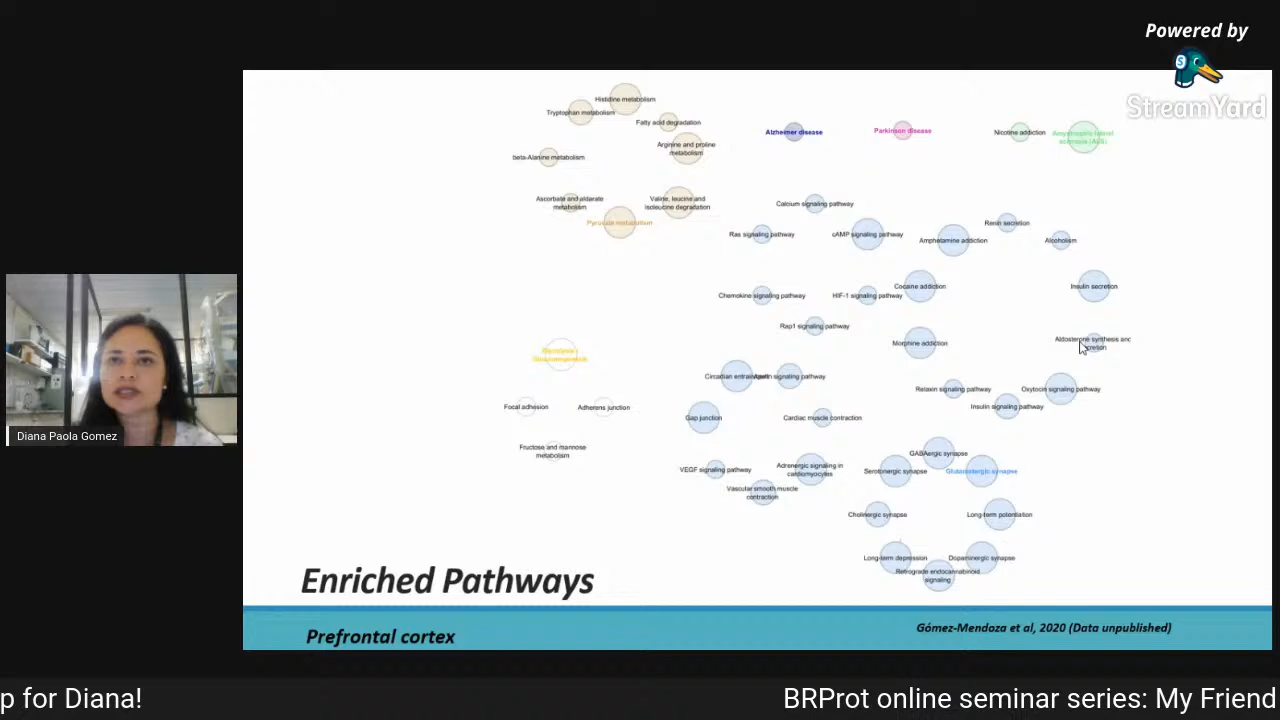 Powered by
StreamYard
Histidine metabolism
Tryptophan metabolism
Fatty acid degradation
Arginine and proline
metabolism
beta-Alanine metabolism
Ascorbate and aldarate
metabolism
Valine, leucine and
isoleucine degradation
Pyruvate metabolism
Alzheimer disease
Parkinson disease
Nicotine addiction
Amyotrophic lateral
sclerosis (ALS)
Calcium signaling pathway
Ras signaling pathway
cAMP signaling pathway
Renin secretion
Amphetamine addiction
Alcoholism
Chemokine signaling pathway
HIF-1 signaling pathway
Cocaine addiction
Insulin secretion
Rap1 signaling pathway
Morphine addiction
Aldosterone synthesis and
Glycolysis /
Gluconeogenesis
Circadian entrainment
Apelin signaling pathway
Relaxin signaling pathway
Oxytocin signaling pathway
Insulin signaling pathway
Focal adhesion
Adherens junction
Gap junction
Cardiac muscle contraction
Fructose and mannose
metabolism
VEGF signaling pathway
Adrenergic signaling in
cardiomyocytes
Vascular smooth muscle
contraction
GABAergic synapse
Serotonergic synapse
Glutamatergic synapse
Cholinergic synapse
Long-term potentiation
Long-term depression
Dopaminergic synapse
Retrograde endocannabinoid
signaling
Diana Paola Gomez
Enriched Pathways
Prefrontal cortex
Gómez-Mendoza et al, 2020 (Data unpublished)
p for Diana!
BRProt online seminar series: My Friend